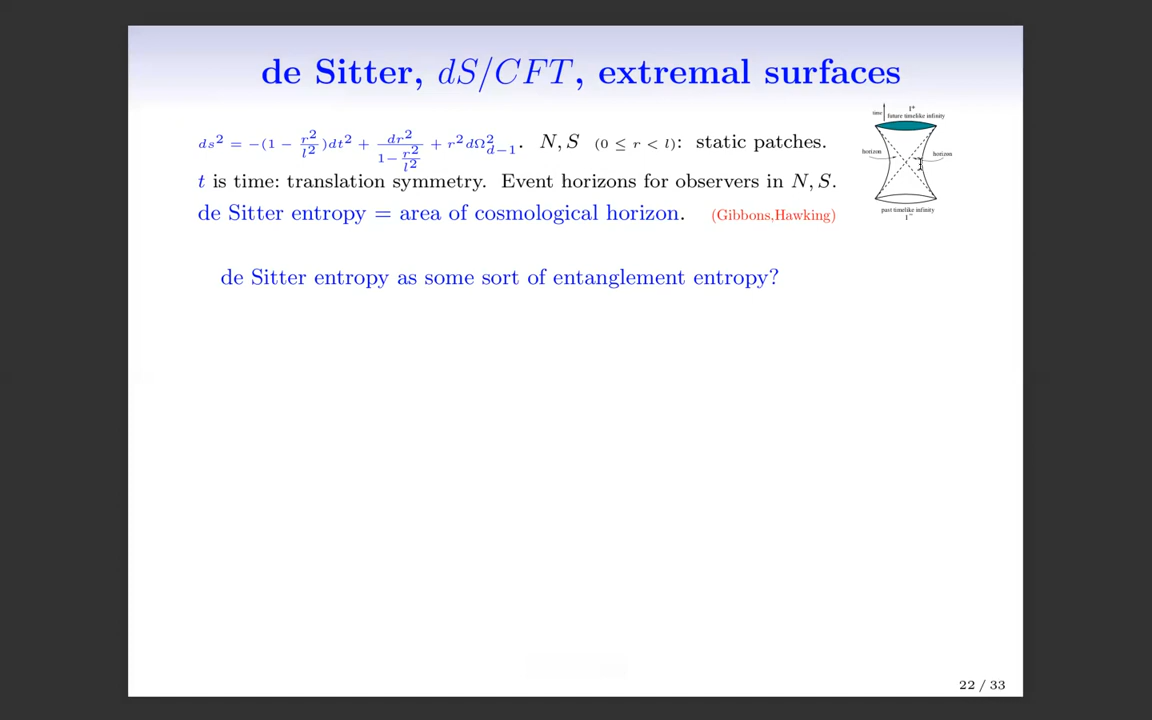 de Sitter, dS/CFT, extremal surfaces
ds² = −(1 − r²/l²)dt² + dr²/(1−r²/l²) + r²dΩ²_{d−1}. N, S (0 ≤ r < l): static patches.
t is time: translation symmetry. Event horizons for observers in N, S.
de Sitter entropy = area of cosmological horizon. (Gibbons,Hawking)
time
I⁺
future timelike infinity
horizon
horizon
past timelike infinity
I⁻
de Sitter entropy as some sort of entanglement entropy?
22 / 33